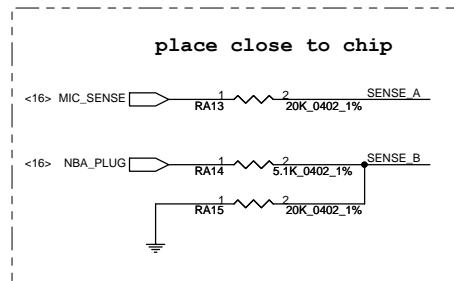 place close to chip
<16> MIC_SENSE 1 2 SENSE_A
RA13 20K_0402_1%
<16> NBA_PLUG 1 2 SENSE_B
RA14 5.1K_0402_1%
1 2
RA15 20K_0402_1%